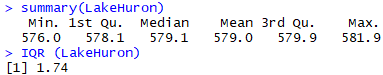 > summary(LakeHuron)
Min. 1st Qu. Median Mean 3rd Qu. Max.
576.0 578.1 579.1 579.0 579.9 581.9
> IQR (LakeHuron)
[1] 1.74